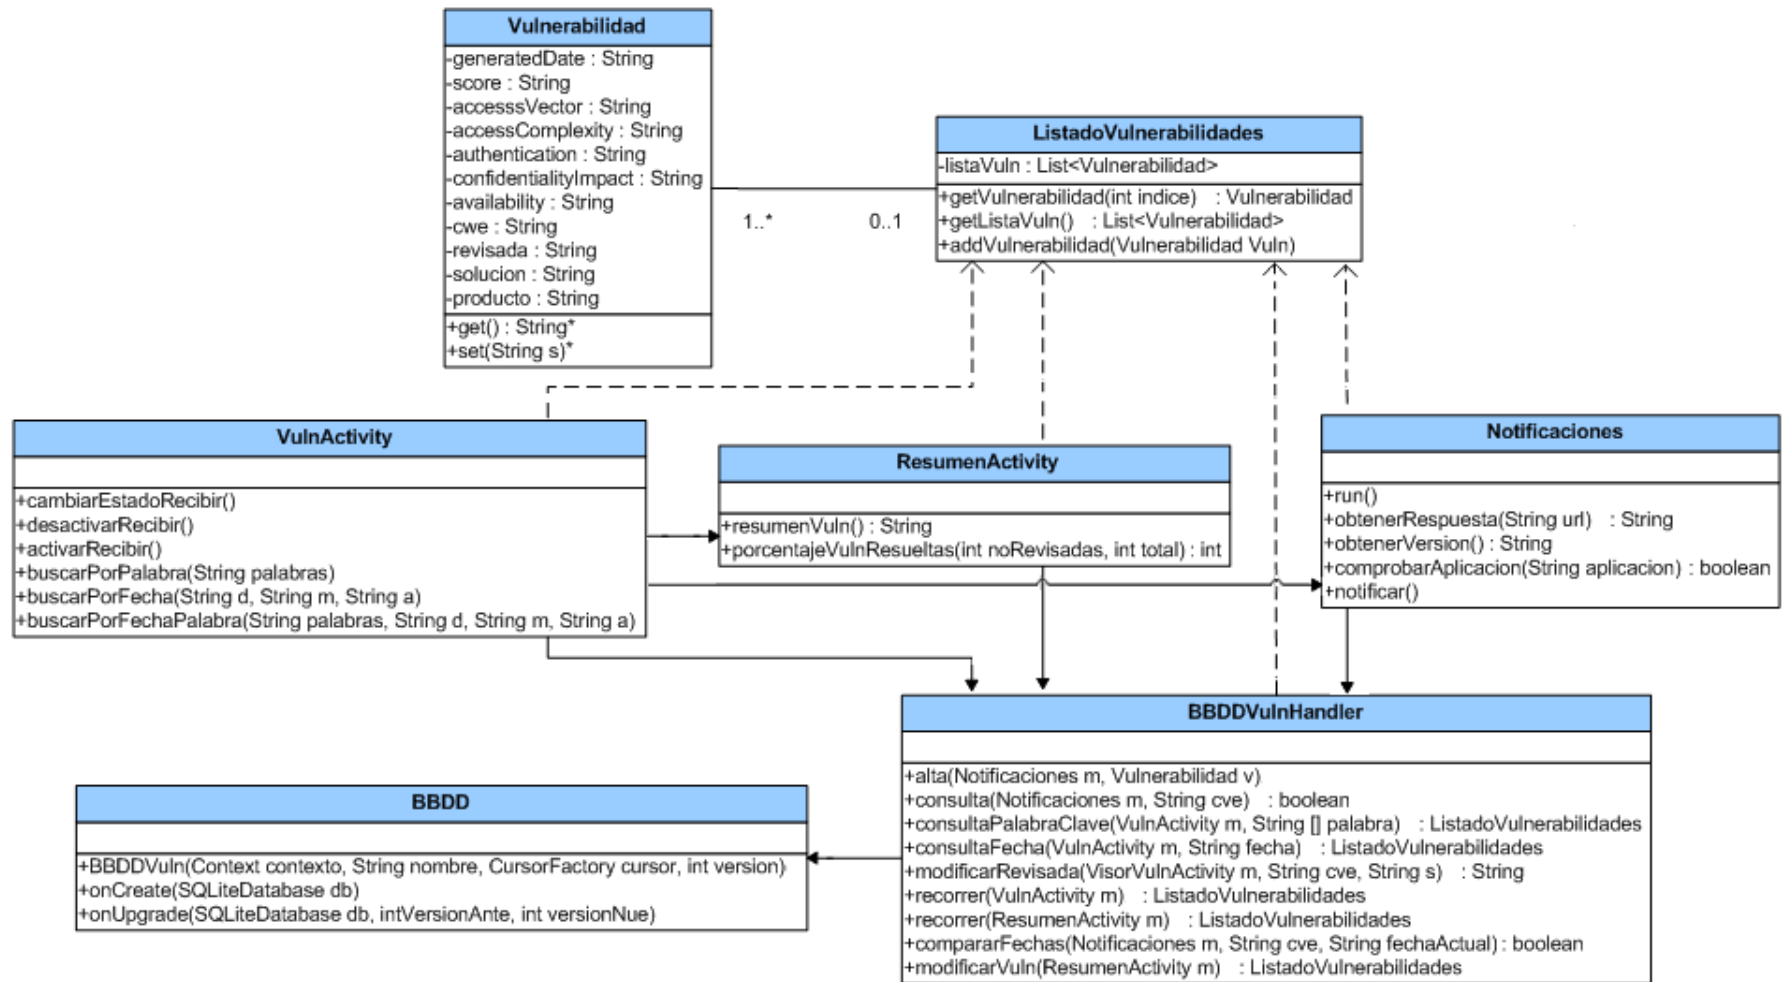 Vulnerabilidad
-generatedDate : String
-score : String
-accesssVector : String
-accessComplexity : String
-authentication : String
-confidentialityImpact : String
-availability : String
-cwe : String
-revisada : String
-solucion : String
-producto : String
+get() : String*
+set(String s)*
1..*
0..1
ListadoVulnerabilidades
-listaVuln : List<Vulnerabilidad>
+getVulnerabilidad(int indice) : Vulnerabilidad
+getListaVuln() : List<Vulnerabilidad>
+addVulnerabilidad(Vulnerabilidad Vuln)
VulnActivity
+cambiarEstadoRecibir()
+desactivarRecibir()
+activarRecibir()
+buscarPorPalabra(String palabras)
+buscarPorFecha(String d, String m, String a)
+buscarPorFechaPalabra(String palabras, String d, String m, String a)
ResumenActivity
+resumenVuln() : String
+porcentajeVulnResueltas(int noRevisadas, int total) : int
Notificaciones
+run()
+obtenerRespuesta(String url) : String
+obtenerVersion() : String
+comprobarAplicacion(String aplicacion) : boolean
+notificar()
BBDD
+BBDDVuln(Context contexto, String nombre, CursorFactory cursor, int version)
+onCreate(SQLiteDatabase db)
+onUpgrade(SQLiteDatabase db, intVersionAnte, int versionNue)
BBDDVulnHandler
+alta(Notificaciones m, Vulnerabilidad v)
+consulta(Notificaciones m, String cve) : boolean
+consultaPalabraClave(VulnActivity m, String [] palabra) : ListadoVulnerabilidades
+consultaFecha(VulnActivity m, String fecha) : ListadoVulnerabilidades
+modificarRevisada(VisorVulnActivity m, String cve, String s) : String
+recorrer(VulnActivity m) : ListadoVulnerabilidades
+recorrer(ResumenActivity m) : ListadoVulnerabilidades
+compararFechas(Notificaciones m, String cve, String fechaActual) : boolean
+modificarVuln(ResumenActivity m) : ListadoVulnerabilidades